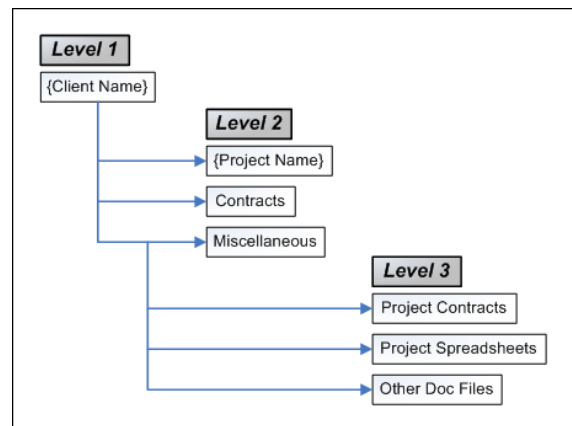 Level 1
{Client Name}
Level 2
{Project Name}
Contracts
Miscellaneous
Level 3
Project Contracts
Project Spreadsheets
Other Doc Files